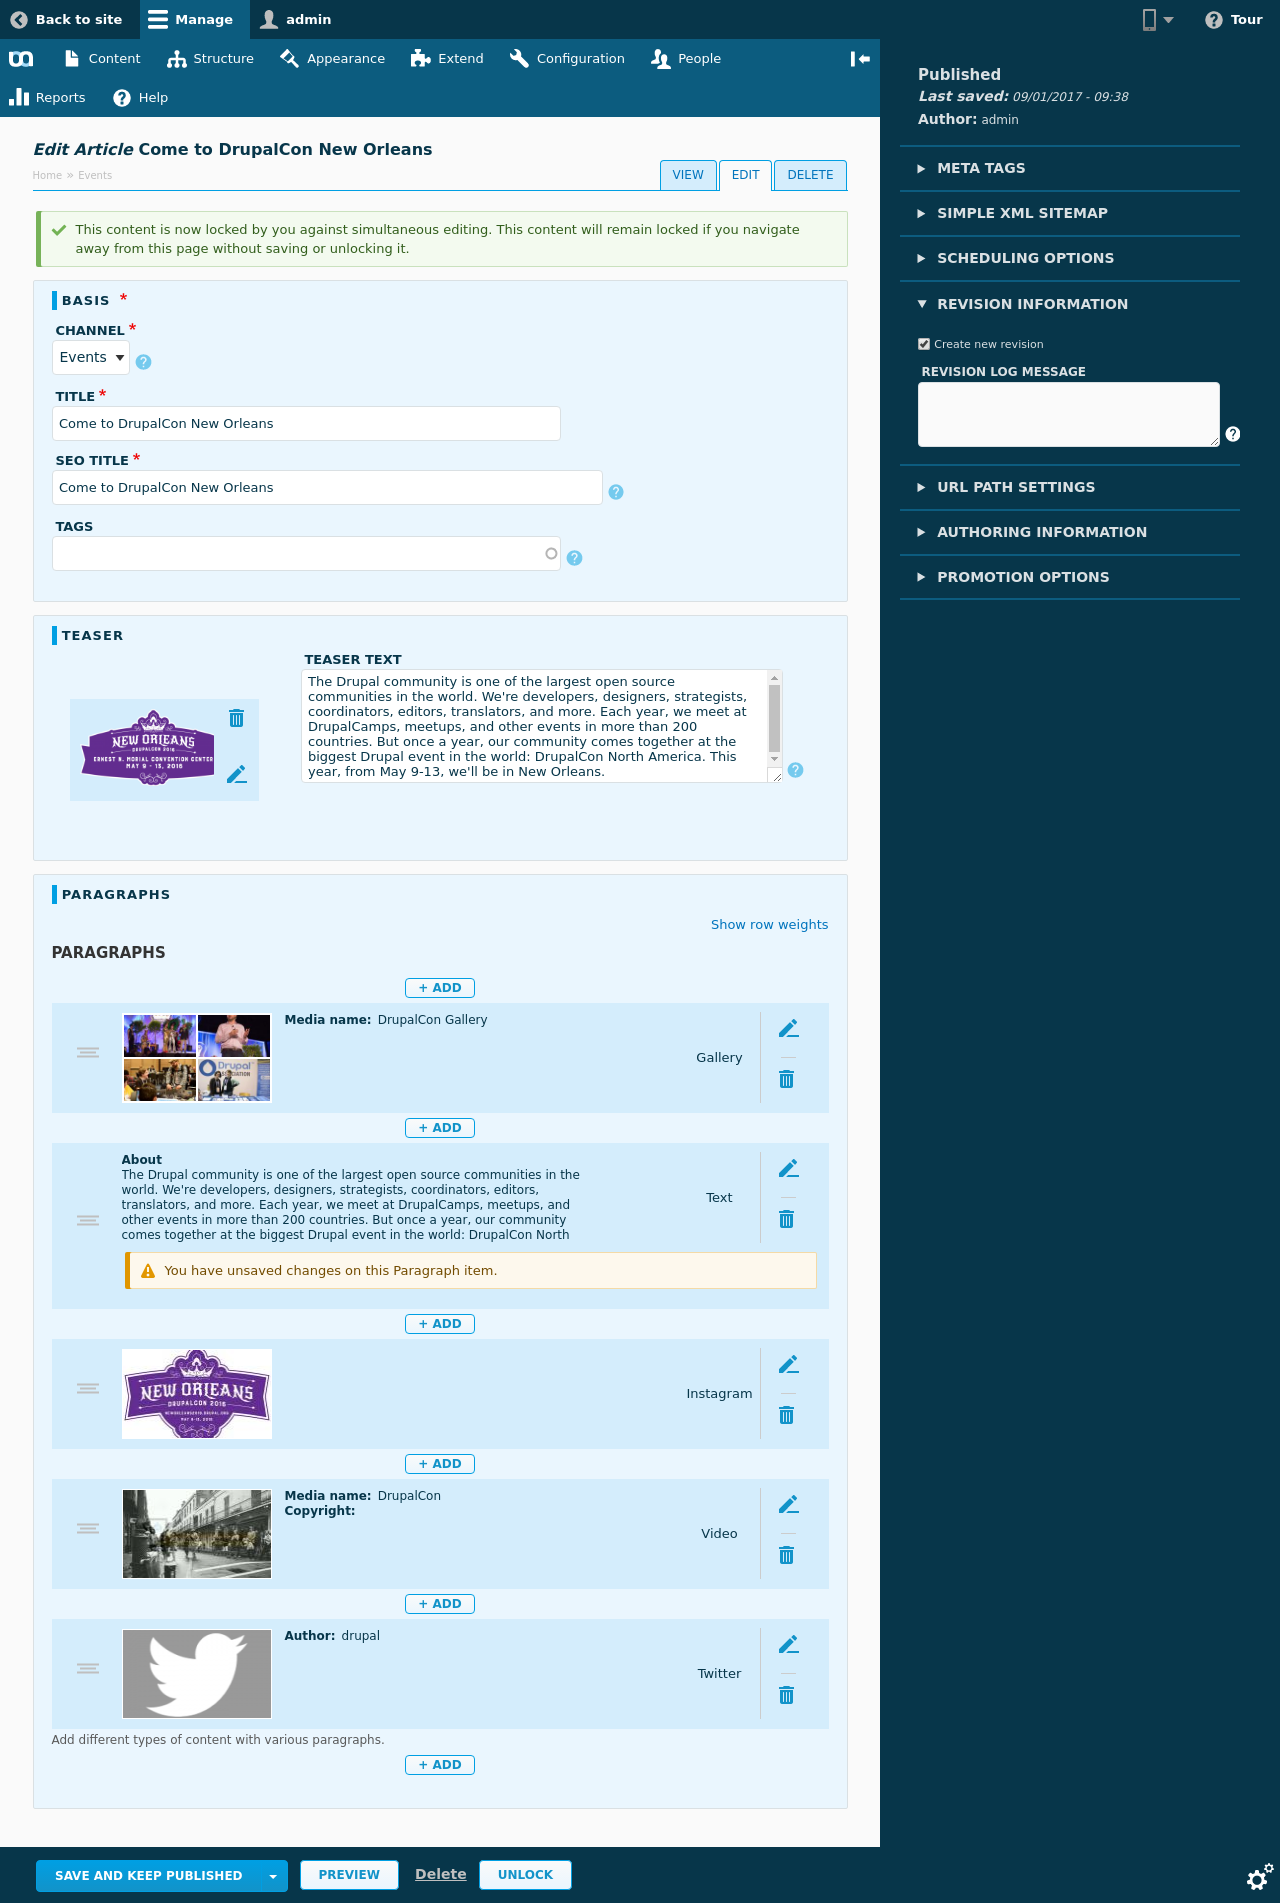 Back to site
Manage
admin
Tour
Content
Structure
Appearance
Extend
Configuration
People
Reports
Help
Published
Last saved: 09/01/2017 - 09:38
Author: admin
META TAGS
SIMPLE XML SITEMAP
SCHEDULING OPTIONS
REVISION INFORMATION
Create new revision
REVISION LOG MESSAGE
URL PATH SETTINGS
AUTHORING INFORMATION
PROMOTION OPTIONS
Edit Article Come to DrupalCon New Orleans
Home » Events
VIEW
EDIT
DELETE
This content is now locked by you against simultaneous editing. This content will remain locked if you navigate
away from this page without saving or unlocking it.
BASIS *
CHANNEL *
Events
TITLE *
Come to DrupalCon New Orleans
SEO TITLE *
Come to DrupalCon New Orleans
TAGS
TEASER
NEW ORLEANS
DRUPALCON 2016
ERNEST N. MORIAL CONVENTION CENTER
MAY 9 - 13, 2016
TEASER TEXT
The Drupal community is one of the largest open source
communities in the world. We're developers, designers, strategists,
coordinators, editors, translators, and more. Each year, we meet at
DrupalCamps, meetups, and other events in more than 200
countries. But once a year, our community comes together at the
biggest Drupal event in the world: DrupalCon North America. This
year, from May 9-13, we'll be in New Orleans.
PARAGRAPHS
Show row weights
PARAGRAPHS
+ ADD
Drupal
Media name: DrupalCon Gallery
Gallery
+ ADD
About
The Drupal community is one of the largest open source communities in the
world. We're developers, designers, strategists, coordinators, editors,
translators, and more. Each year, we meet at DrupalCamps, meetups, and
other events in more than 200 countries. But once a year, our community
comes together at the biggest Drupal event in the world: DrupalCon North
Text
You have unsaved changes on this Paragraph item.
+ ADD
NEW ORLEANS
DRUPALCON 2016
NEWORLEANS2016.DRUPAL.ORG
MAY 9-13, 2016
Instagram
+ ADD
Media name: DrupalCon
Copyright:
Video
+ ADD
Author: drupal
Twitter
Add different types of content with various paragraphs.
+ ADD
SAVE AND KEEP PUBLISHED
PREVIEW
Delete
UNLOCK